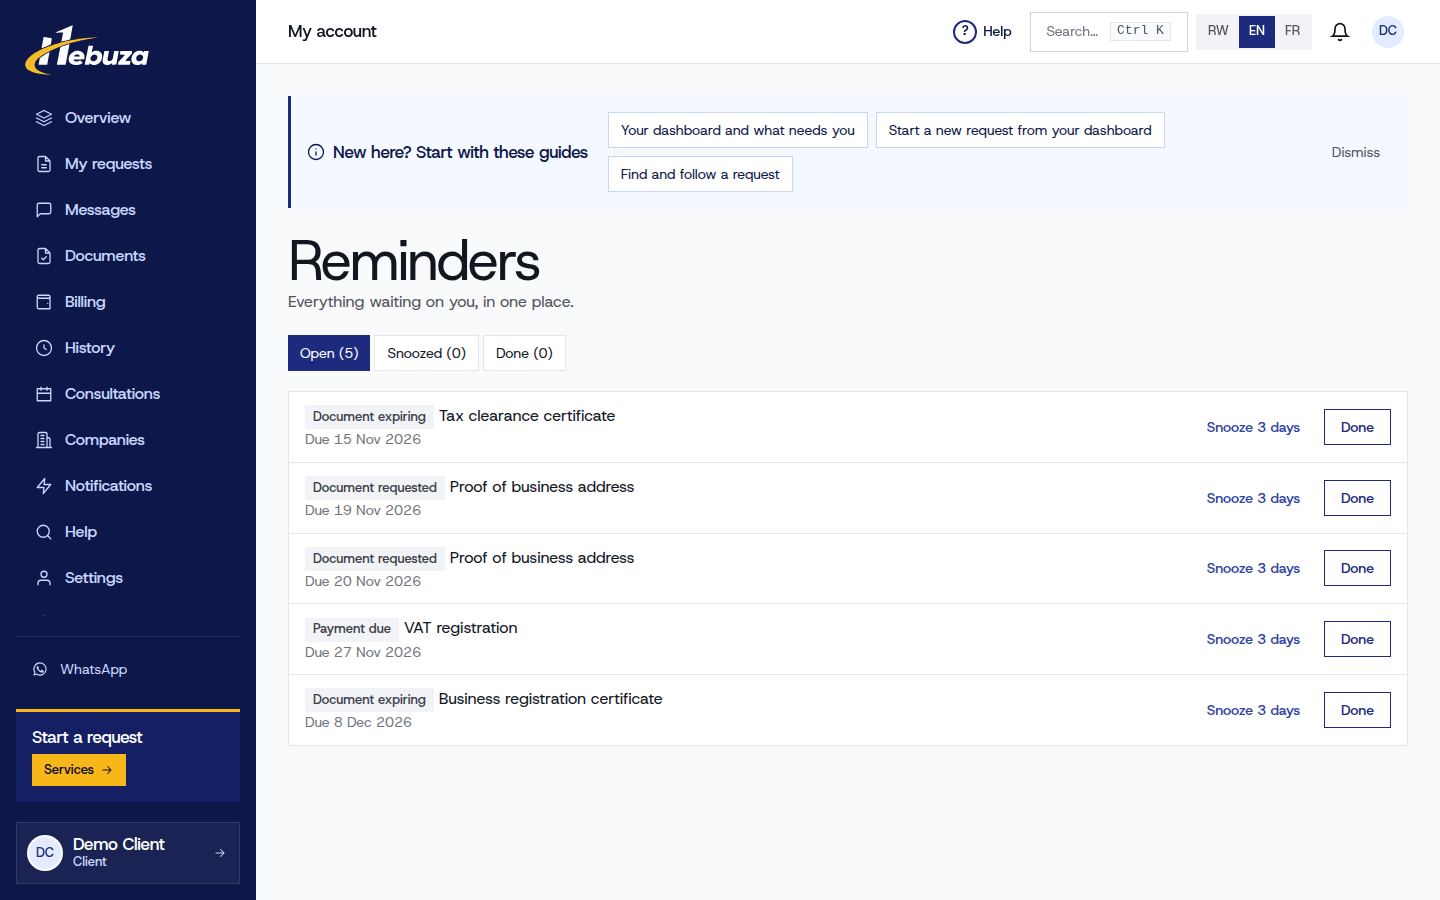 Hebuza
My account
Help
Search...
Ctrl K
RW
EN
FR
DC
Overview
My requests
Messages
Documents
Billing
History
Consultations
Companies
Notifications
Help
Settings
WhatsApp
Start a request
Services →
DC
Demo Client
Client
New here? Start with these guides
Your dashboard and what needs you
Start a new request from your dashboard
Find and follow a request
Dismiss
Reminders
Everything waiting on you, in one place.
Open (5)
Snoozed (0)
Done (0)
Document expiring Tax clearance certificate
Due 15 Nov 2026
Snooze 3 days
Done
Document requested Proof of business address
Due 19 Nov 2026
Snooze 3 days
Done
Document requested Proof of business address
Due 20 Nov 2026
Snooze 3 days
Done
Payment due VAT registration
Due 27 Nov 2026
Snooze 3 days
Done
Document expiring Business registration certificate
Due 8 Dec 2026
Snooze 3 days
Done